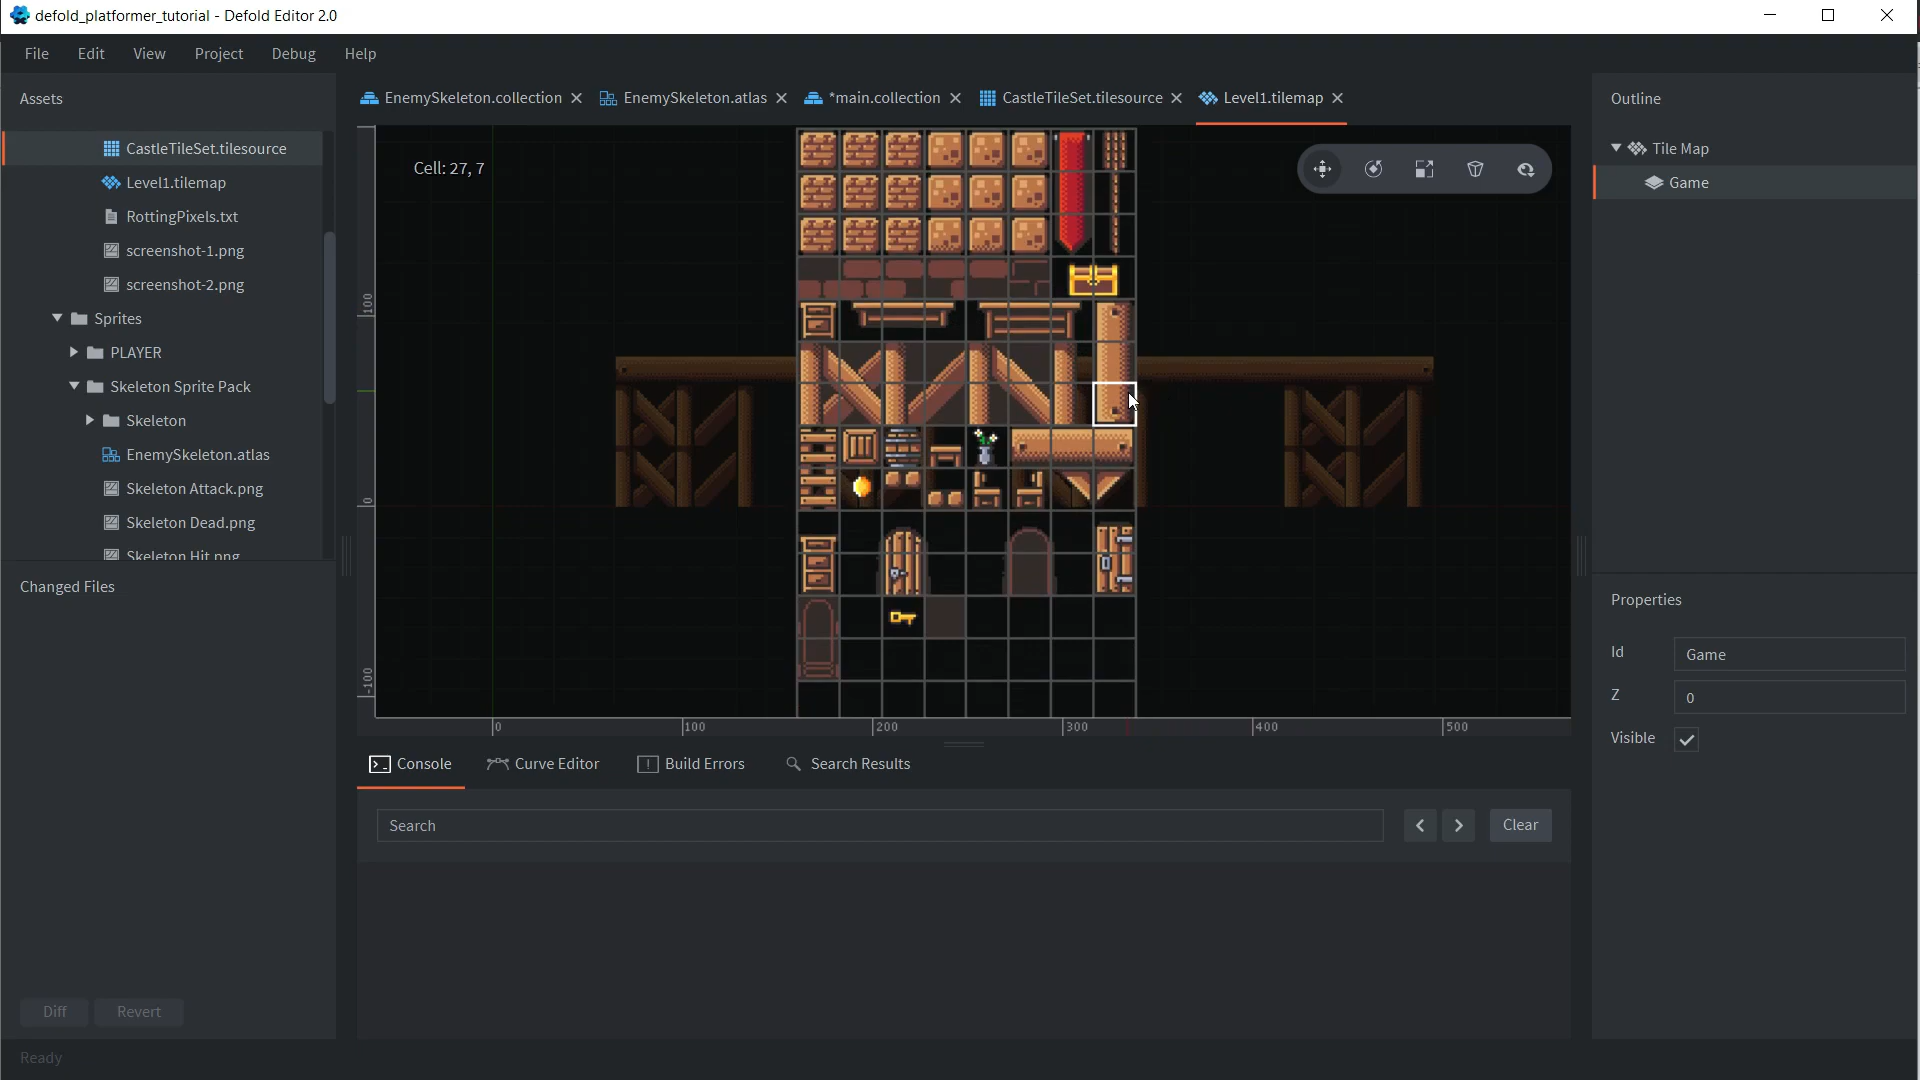 defold_platformer_tutorial - Defold Editor 2.0
File Edit View Project Debug Help
Assets
CastleTileSet.tilesource
Level1.tilemap
RottingPixels.txt
screenshot-1.png
screenshot-2.png
Sprites
PLAYER
Skeleton Sprite Pack
Skeleton
EnemySkeleton.atlas
Skeleton Attack.png
Skeleton Dead.png
Skeleton Hit.png
Changed Files
Diff Revert
Ready
EnemySkeleton.collection EnemySkeleton.atlas *main.collection CastleTileSet.tilesource Level1.tilemap
Cell: 27, 7
100
0
-100
0 100 200 300 400 500
Console Curve Editor Build Errors Search Results
Search
Clear
Outline
Tile Map
Game
Properties
Id Game
Z 0
Visible